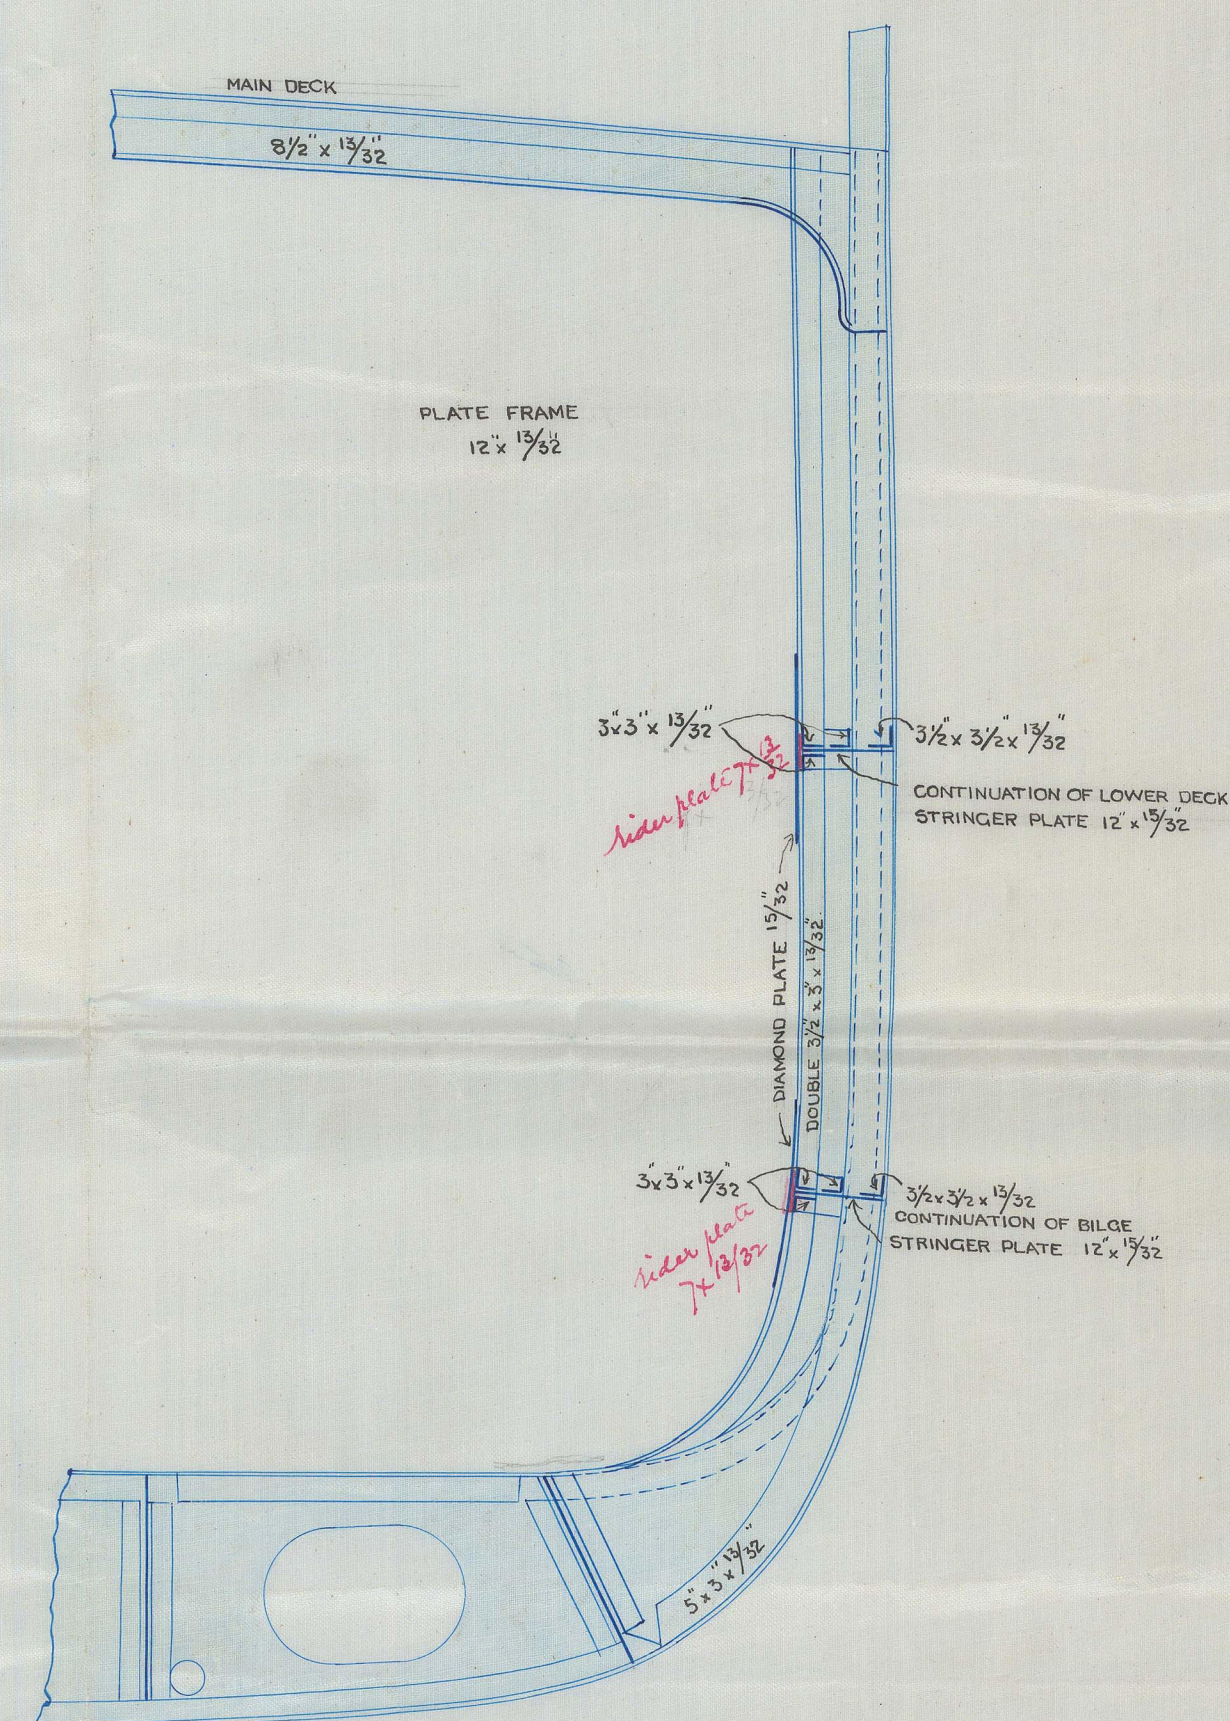 MAIN DECK
8½" x 13/32"
PLATE FRAME
12" x 13/32"
3" x 3" x 13/32"
3½" x 3½" x 13/32"
rider plate 7 x 13/32
CONTINUATION OF LOWER DECK
STRINGER PLATE 12" x 15/32"
DIAMOND PLATE 15/32"
DOUBLE 3½" x 3" x 13/32"
3" x 3" x 13/32"
3½ x 3½ x 13/32
CONTINUATION OF BILGE
STRINGER PLATE 12" x 15/32"
rider plate
7 x 13/32
5" x 3" x 13/32"